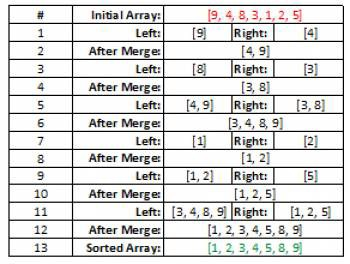 # Initial Array: [9, 4, 8, 3, 1, 2, 5]
1 Left: [9] Right: [4]
2 After Merge: [4, 9]
3 Left: [8] Right: [3]
4 After Merge: [3, 8]
5 Left: [4, 9] Right: [3, 8]
6 After Merge: [3, 4, 8, 9]
7 Left: [1] Right: [2]
8 After Merge: [1, 2]
9 Left: [1, 2] Right: [5]
10 After Merge: [1, 2, 5]
11 Left: [3, 4, 8, 9] Right: [1, 2, 5]
12 After Merge: [1, 2, 3, 4, 5, 8, 9]
13 Sorted Array: [1, 2, 3, 4, 5, 8, 9]